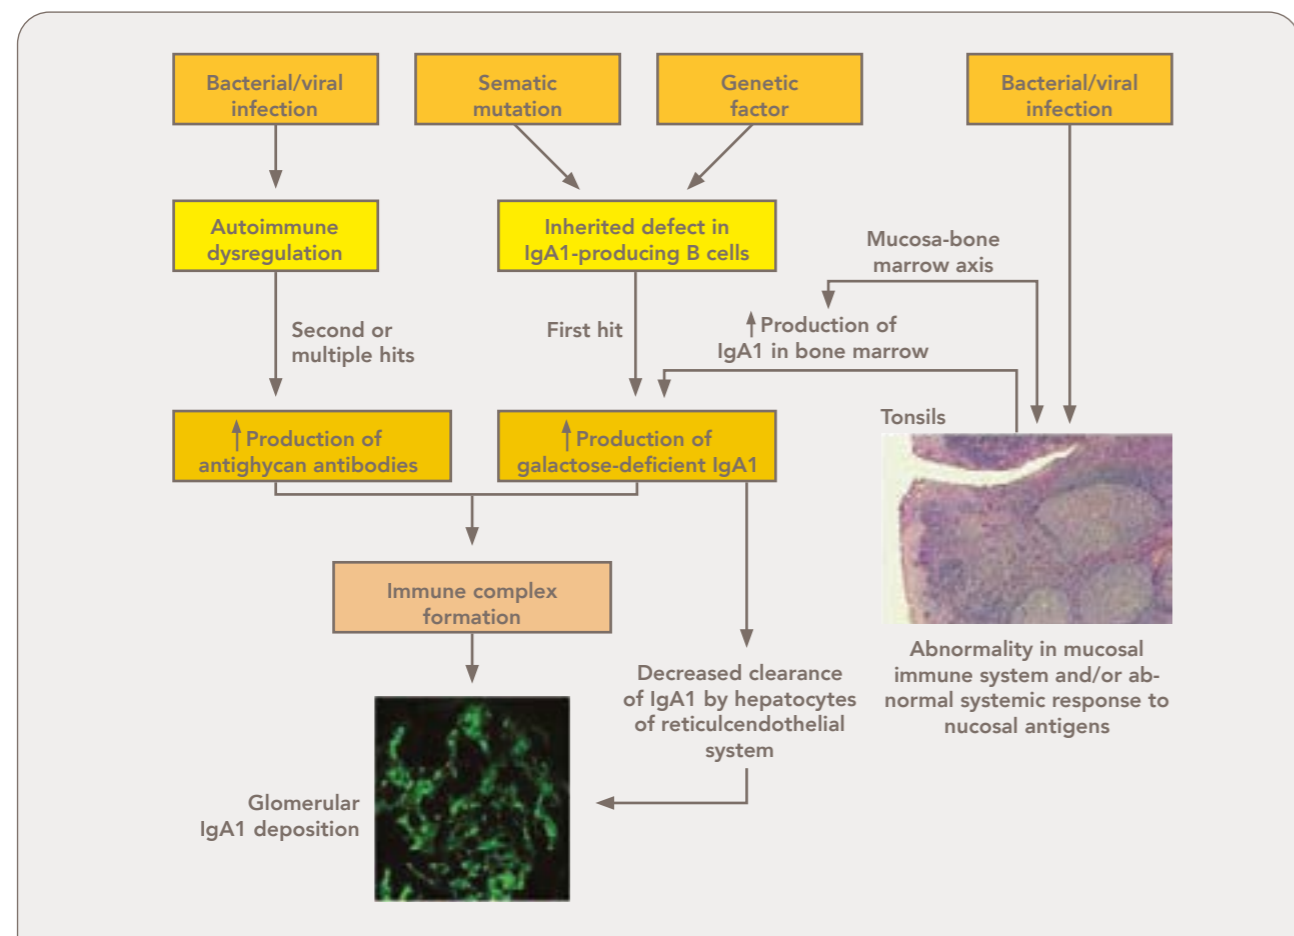 Bacterial/viral
infection
Sematic
mutation
Genetic
factor
Bacterial/viral
infection
Autoimmune
dysregulation
Inherited defect in
IgA1-producing B cells
Mucosa-bone
marrow axis
Second or
multiple hits
First hit
Production of
IgA1 in bone marrow
Tonsils
Production of
antighycan antibodies
Production of
galactose-deficient IgA1
Immune complex
formation
Decreased clearance
of IgA1 by hepatocytes
of reticulcendothelial
system
Abnormality in mucosal
immune system and/or ab-
normal systemic response to
nucosal antigens
Glomerular
IgA1 deposition